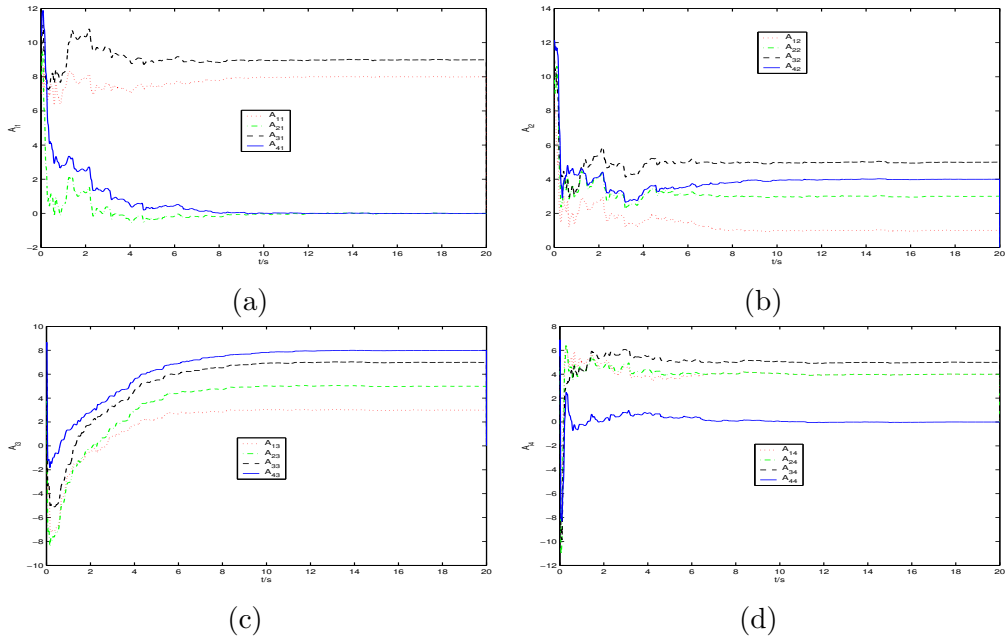 12
10
8
6
4
2
0
−2
0 2 4 6 8 10 12 14 16 18 20
t/s
A_{i1}
A_{11}
A_{21}
A_{31}
A_{41}
(a)
14
12
10
8
6
4
2
0
0 2 4 6 8 10 12 14 16 18 20
t/s
A_{i2}
A_{12}
A_{22}
A_{32}
A_{42}
(b)
10
8
6
4
2
0
−2
−4
−6
−8
−10
0 2 4 6 8 10 12 14 16 18 20
t/s
A_{i3}
A_{13}
A_{23}
A_{33}
A_{43}
(c)
8
6
4
2
0
−2
−4
−6
−8
−10
−12
0 2 4 6 8 10 12 14 16 18 20
t/s
A_{i4}
A_{14}
A_{24}
A_{34}
A_{44}
(d)